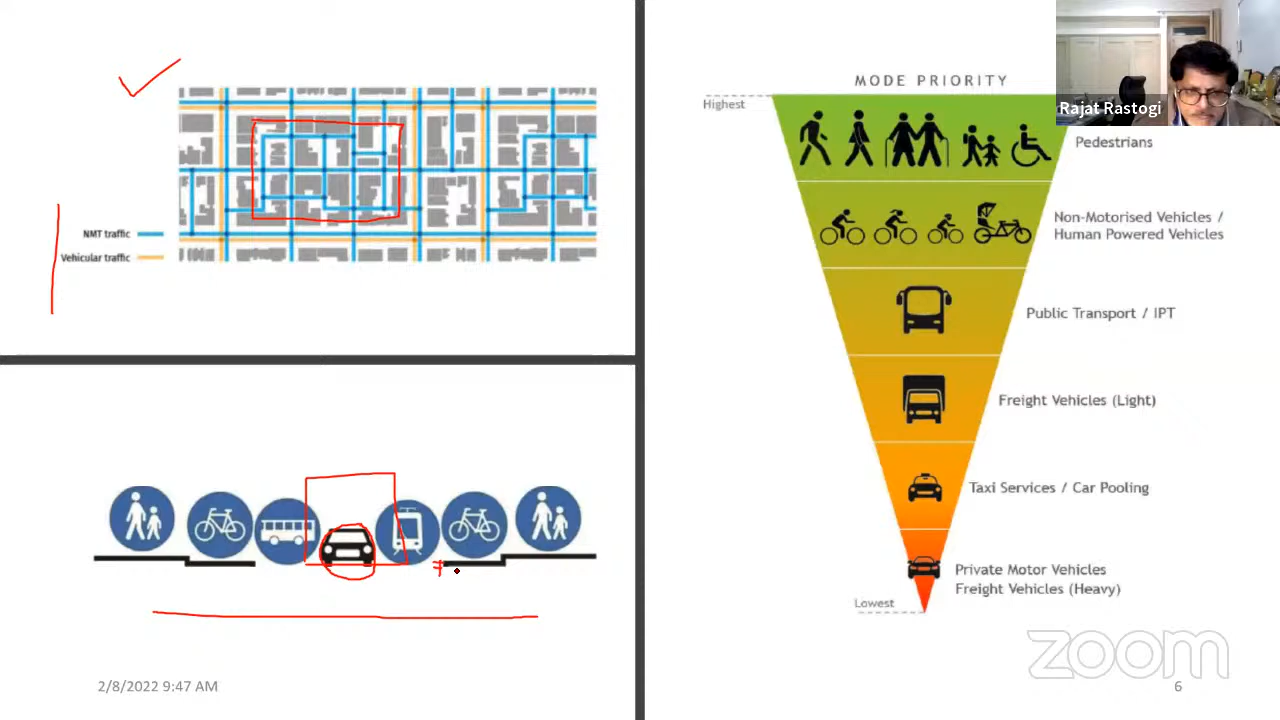 NMT traffic
Vehicular traffic
2/8/2022 9:47 AM
MODE PRIORITY
Highest
Pedestrians
Non-Motorised Vehicles /
Human Powered Vehicles
Public Transport / IPT
Freight Vehicles (Light)
Taxi Services / Car Pooling
Private Motor Vehicles
Freight Vehicles (Heavy)
Lowest
Rajat Rastogi
zoom
6